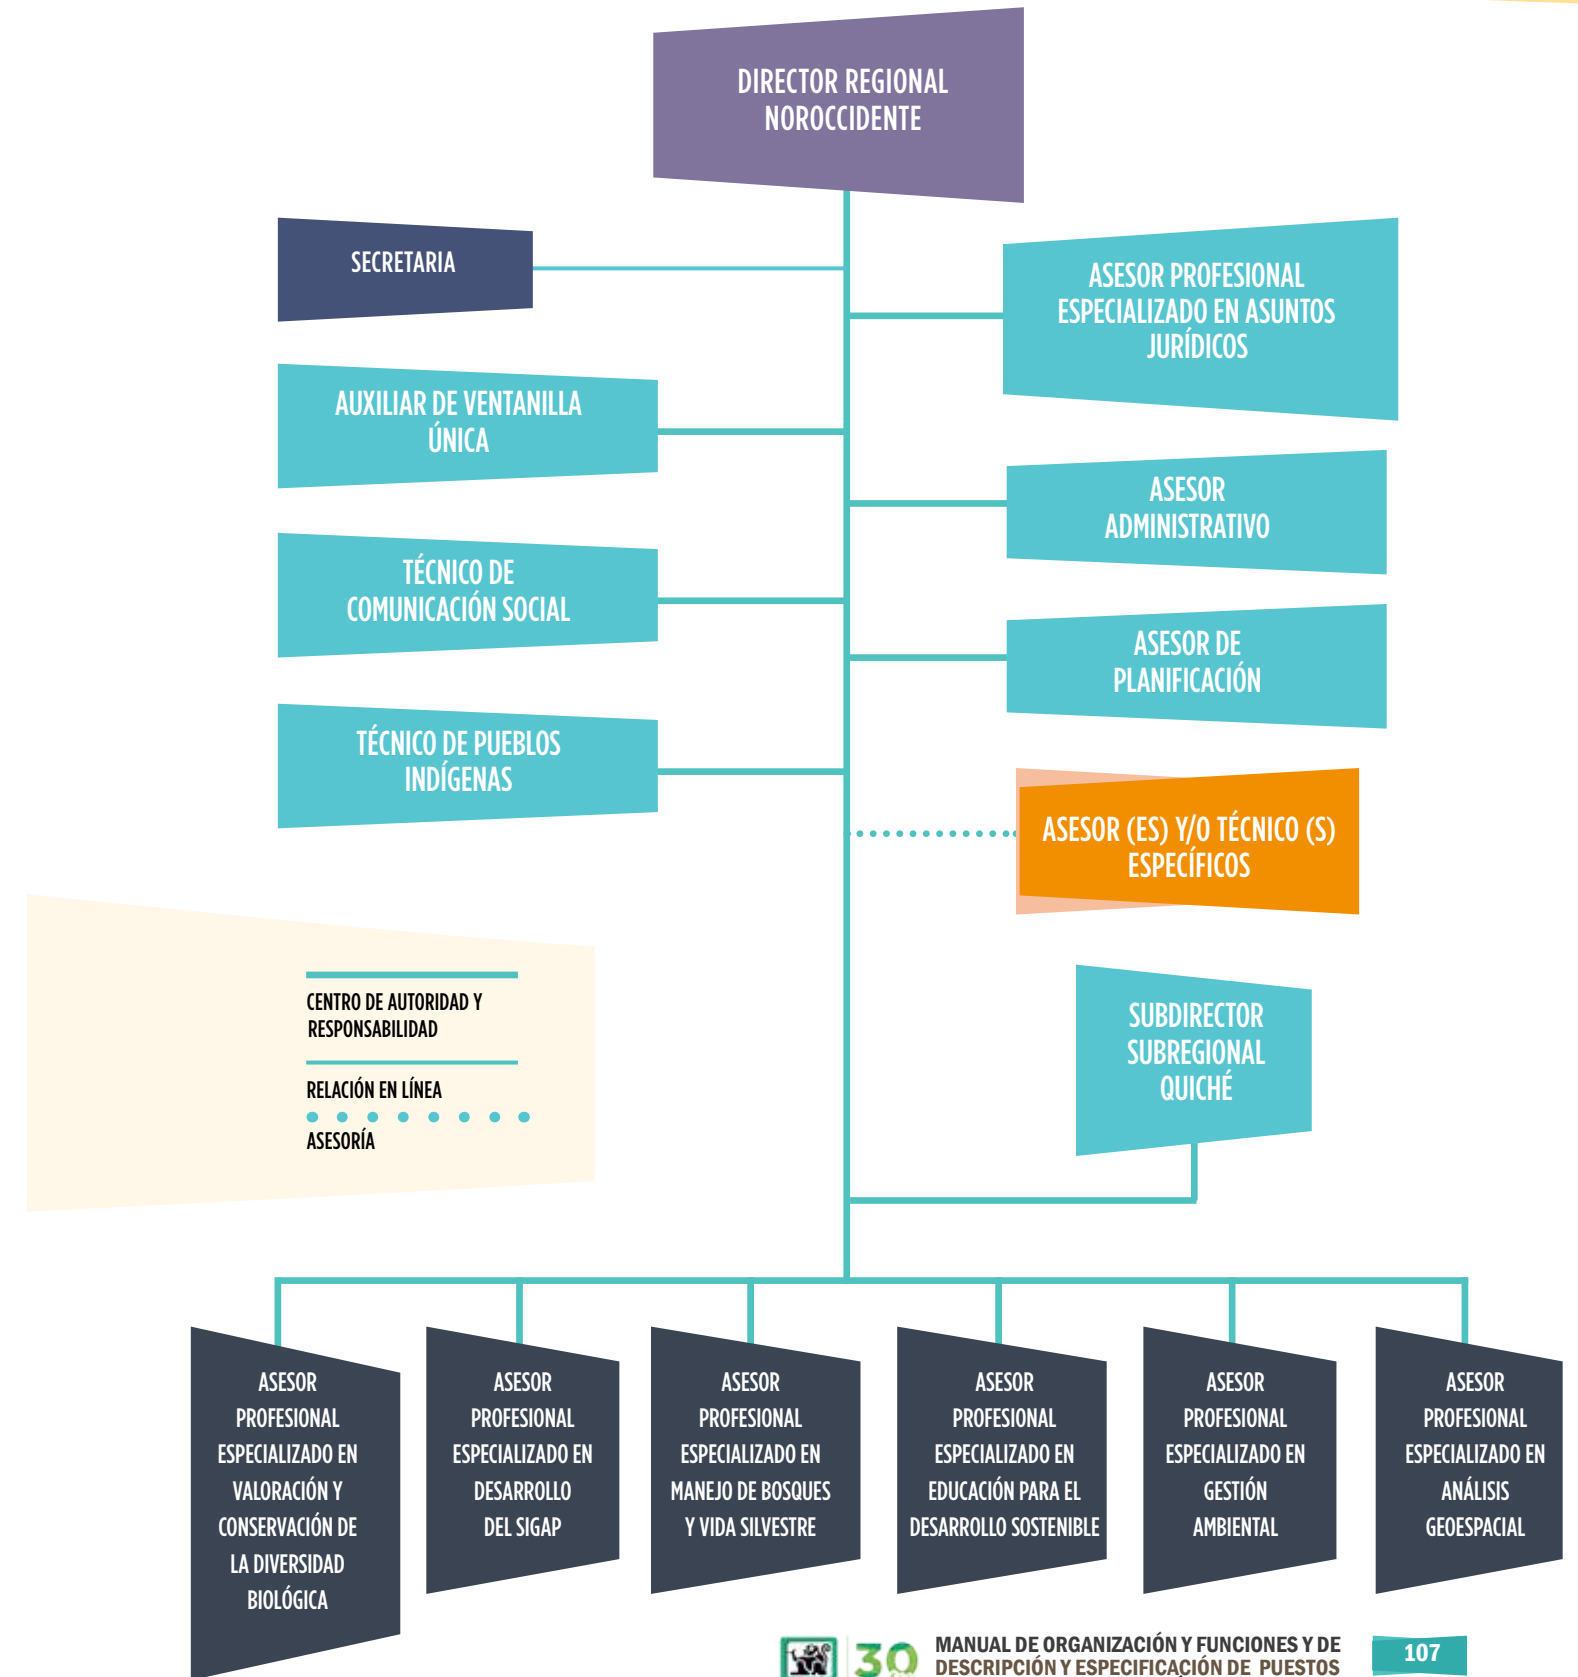 DIRECTOR REGIONAL
NOROCCIDENTE
SECRETARIA
ASESOR PROFESIONAL
ESPECIALIZADO EN ASUNTOS
JURÍDICOS
AUXILIAR DE VENTANILLA
ÚNICA
ASESOR
ADMINISTRATIVO
TÉCNICO DE
COMUNICACIÓN SOCIAL
ASESOR DE
PLANIFICACIÓN
TÉCNICO DE PUEBLOS
INDÍGENAS
ASESOR (ES) Y/O TÉCNICO (S)
ESPECÍFICOS
CENTRO DE AUTORIDAD Y
RESPONSABILIDAD
RELACIÓN EN LÍNEA
ASESORÍA
SUBDIRECTOR
SUBREGIONAL
QUICHÉ
ASESOR
PROFESIONAL
ESPECIALIZADO EN
VALORACIÓN Y
CONSERVACIÓN DE
LA DIVERSIDAD
BIOLÓGICA
ASESOR
PROFESIONAL
ESPECIALIZADO EN
DESARROLLO
DEL SIGAP
ASESOR
PROFESIONAL
ESPECIALIZADO EN
MANEJO DE BOSQUES
Y VIDA SILVESTRE
ASESOR
PROFESIONAL
ESPECIALIZADO EN
EDUCACIÓN PARA EL
DESARROLLO SOSTENIBLE
ASESOR
PROFESIONAL
ESPECIALIZADO EN
GESTIÓN
AMBIENTAL
ASESOR
PROFESIONAL
ESPECIALIZADO EN
ANÁLISIS
GEOESPACIAL
30
MANUAL DE ORGANIZACIÓN Y FUNCIONES Y DE
DESCRIPCIÓN Y ESPECIFICACIÓN DE PUESTOS
107